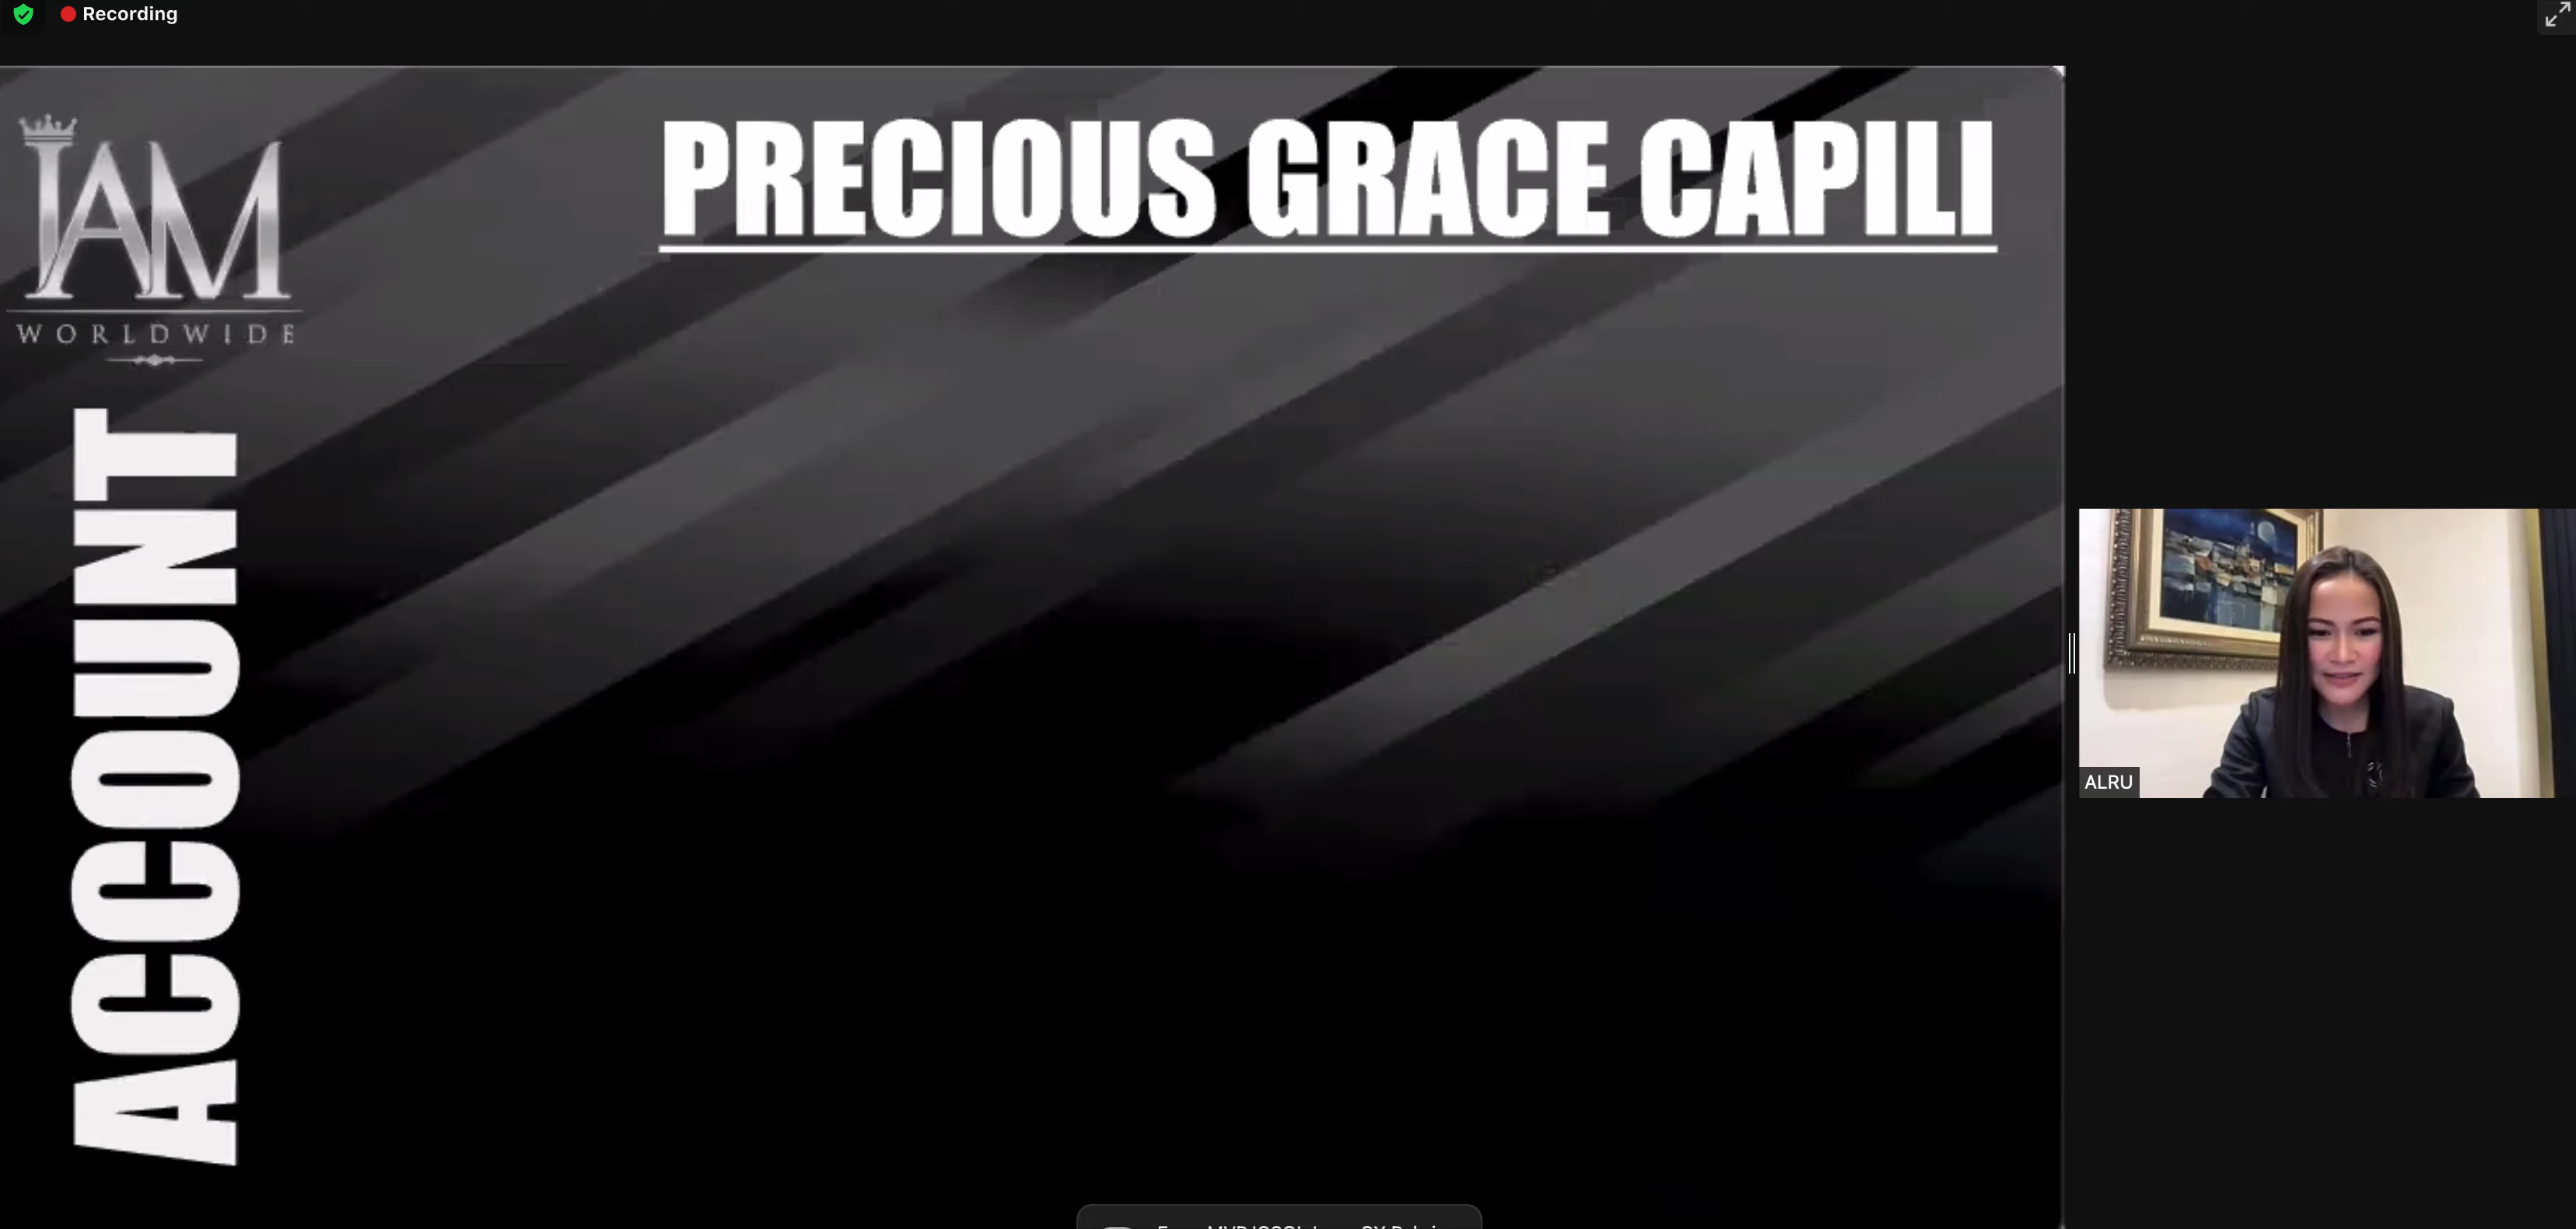 Recording
PRECIOUS GRACE CAPILI
IAM
WORLDWIDE
ACCOUNT
ALRU